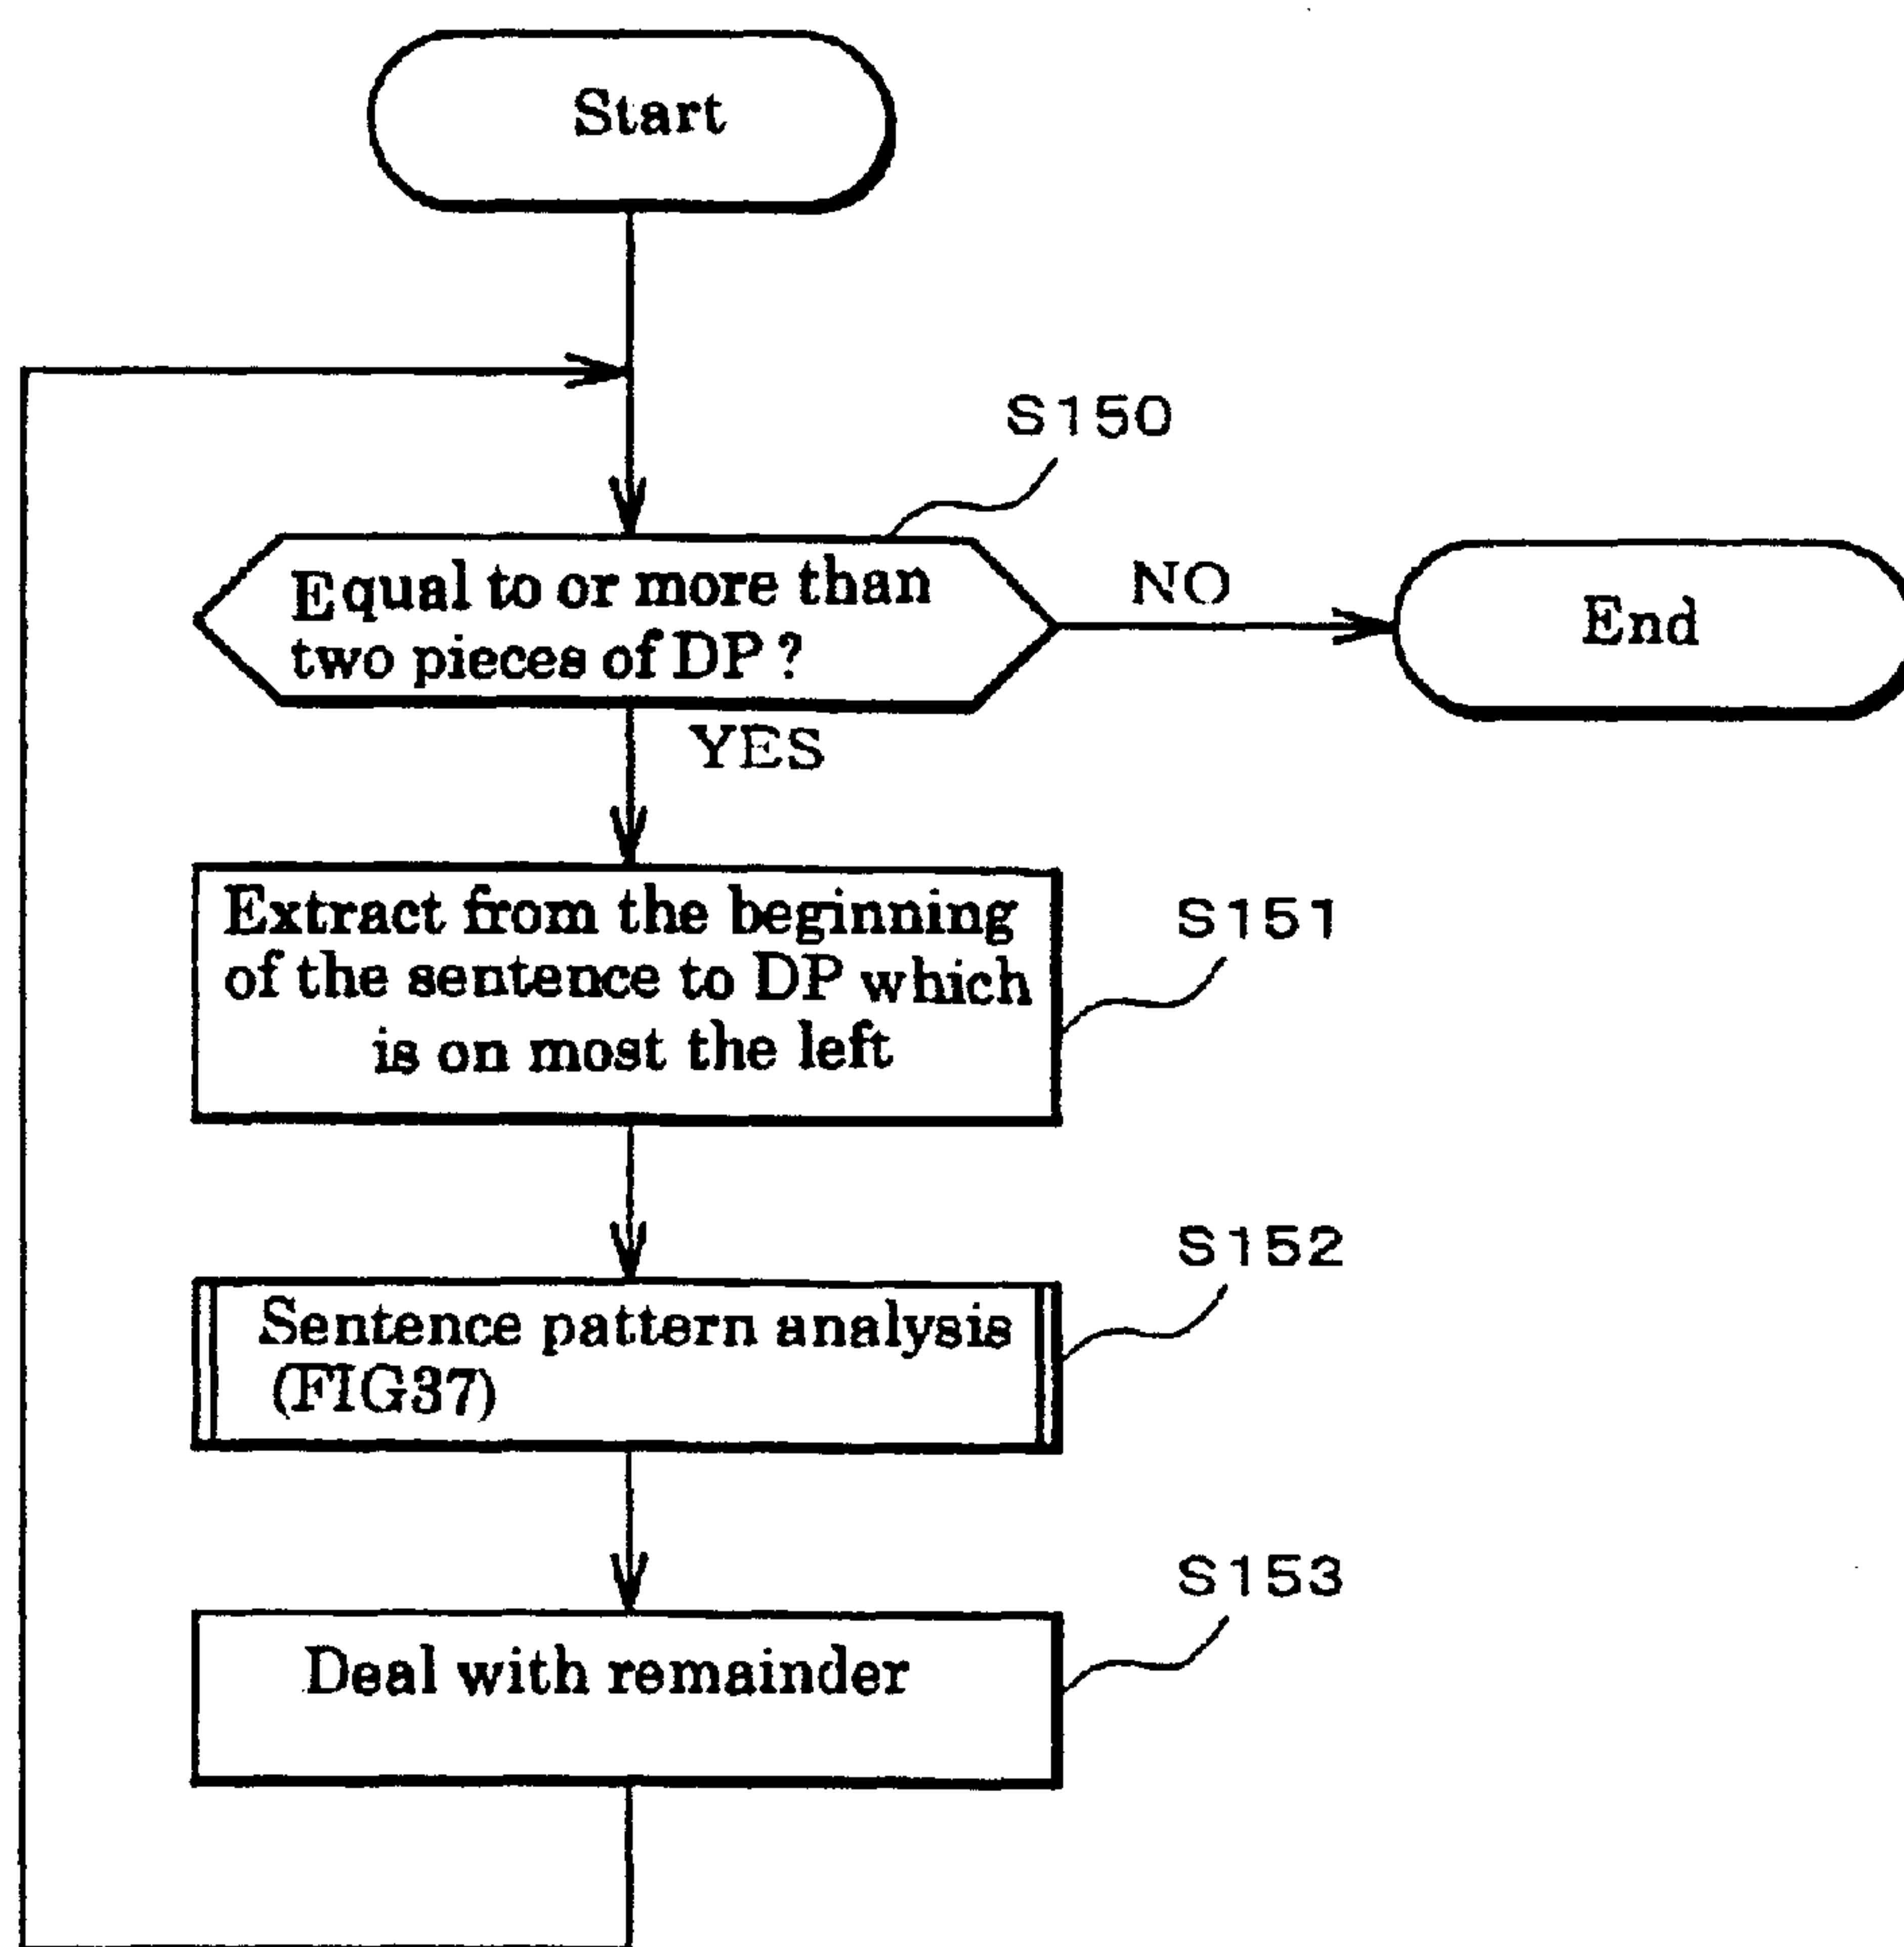 Start
S150
Equal to or more than
two pieces of DP ?
NO
End
YES
Extract from the beginning
of the sentence to DP which
is on most the left
S151
Sentence pattern analysis
(FIG37)
S152
Deal with remainder
S153